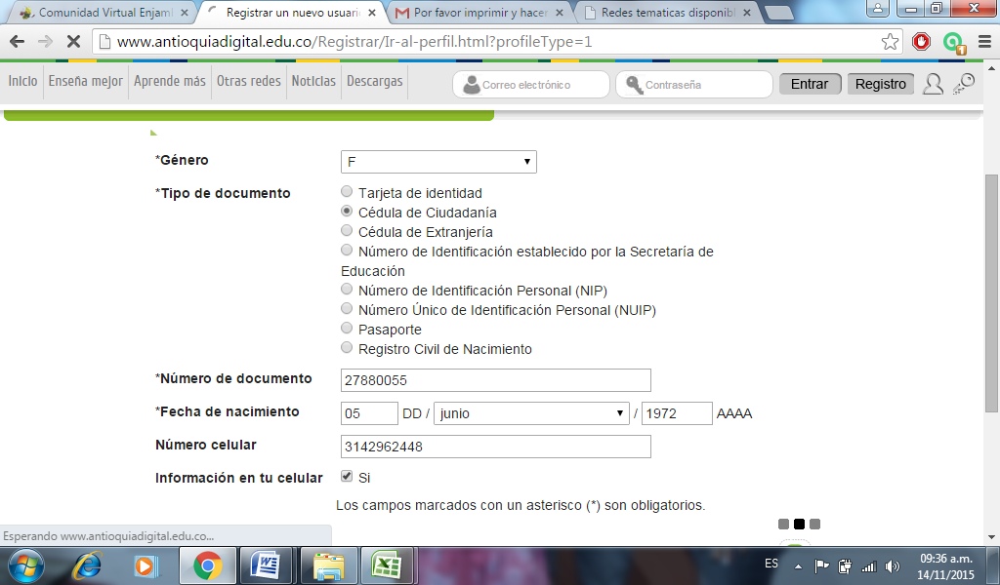 Comunidad Virtual Enjaml
Registrar un nuevo usuari
Por favor imprimir y hacer
Redes tematicas disponibl
www.antioquiadigital.edu.co/Registrar/Ir-al-perfil.html?profileType=1
1
Inicio Enseña mejor Aprende más Otras redes Noticias Descargas Correo electrónico Contraseña Entrar Registro
*Género F
*Tipo de documento Tarjeta de identidad
Cédula de Ciudadanía
Cédula de Extranjería
Número de Identificación establecido por la Secretaría de
Educación
Número de Identificación Personal (NIP)
Número Único de Identificación Personal (NUIP)
Pasaporte
Registro Civil de Nacimiento
*Número de documento 27880055
*Fecha de nacimiento 05 DD / junio / 1972 AAAA
Número celular 3142962448
Información en tu celular Si
Los campos marcados con un asterisco (*) son obligatorios.
Esperando www.antioquiadigital.edu.co...
ES
09:36 a.m.
14/11/2015